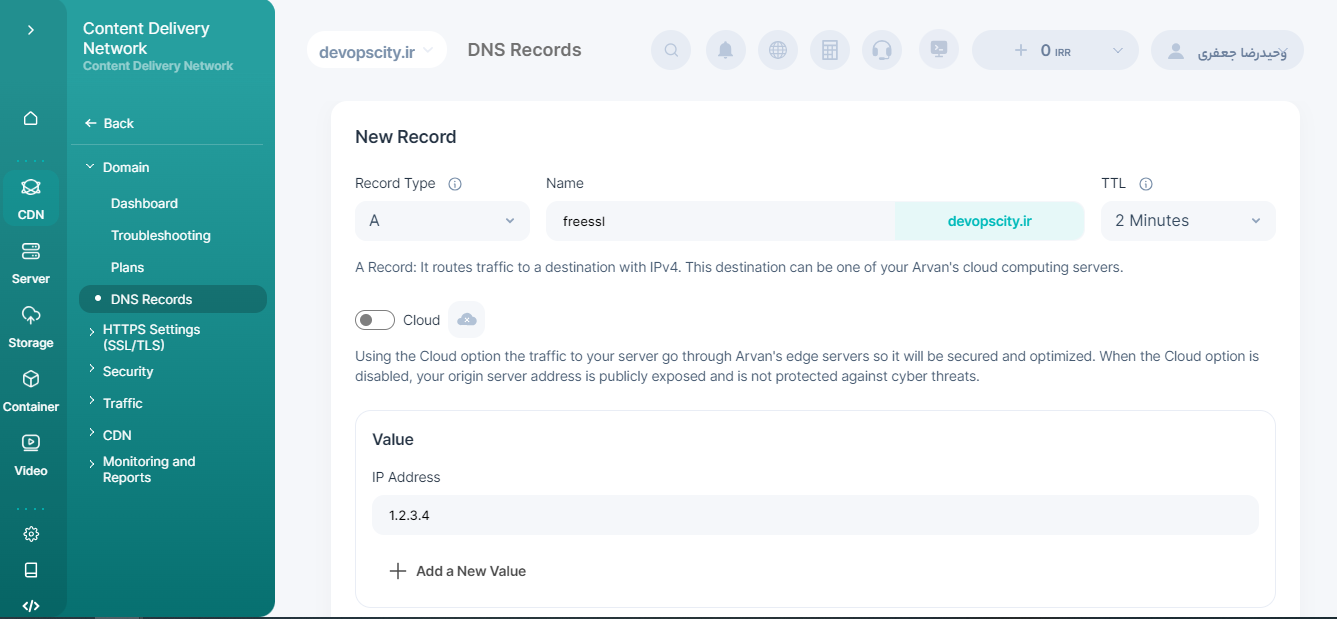 Content Delivery
Network
Content Delivery Network
Back
Domain
Dashboard
Troubleshooting
Plans
DNS Records
HTTPS Settings
(SSL/TLS)
Security
Traffic
CDN
Monitoring and
Reports
CDN
Server
Storage
Container
Video
devopscity.ir
DNS Records
0 IRR
وحیدرضا جعفری
New Record
Record Type
Name
TTL
A
freessl
devopscity.ir
2 Minutes
A Record: It routes traffic to a destination with IPv4. This destination can be one of your Arvan's cloud computing servers.
Cloud
Using the Cloud option the traffic to your server go through Arvan's edge servers so it will be secured and optimized. When the Cloud option is
disabled, your origin server address is publicly exposed and is not protected against cyber threats.
Value
IP Address
1.2.3.4
Add a New Value